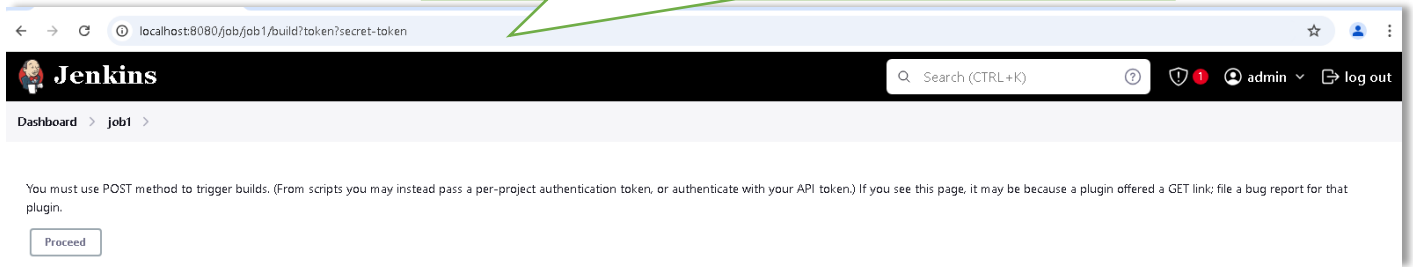 localhost:8080/job/job1/build?token?secret-token
Jenkins
Search (CTRL+K)
?
1
admin
log out
Dashboard > job1 >
You must use POST method to trigger builds. (From scripts you may instead pass a per-project authentication token, or authenticate with your API token.) If you see this page, it may be because a plugin offered a GET link; file a bug report for that
plugin.
Proceed